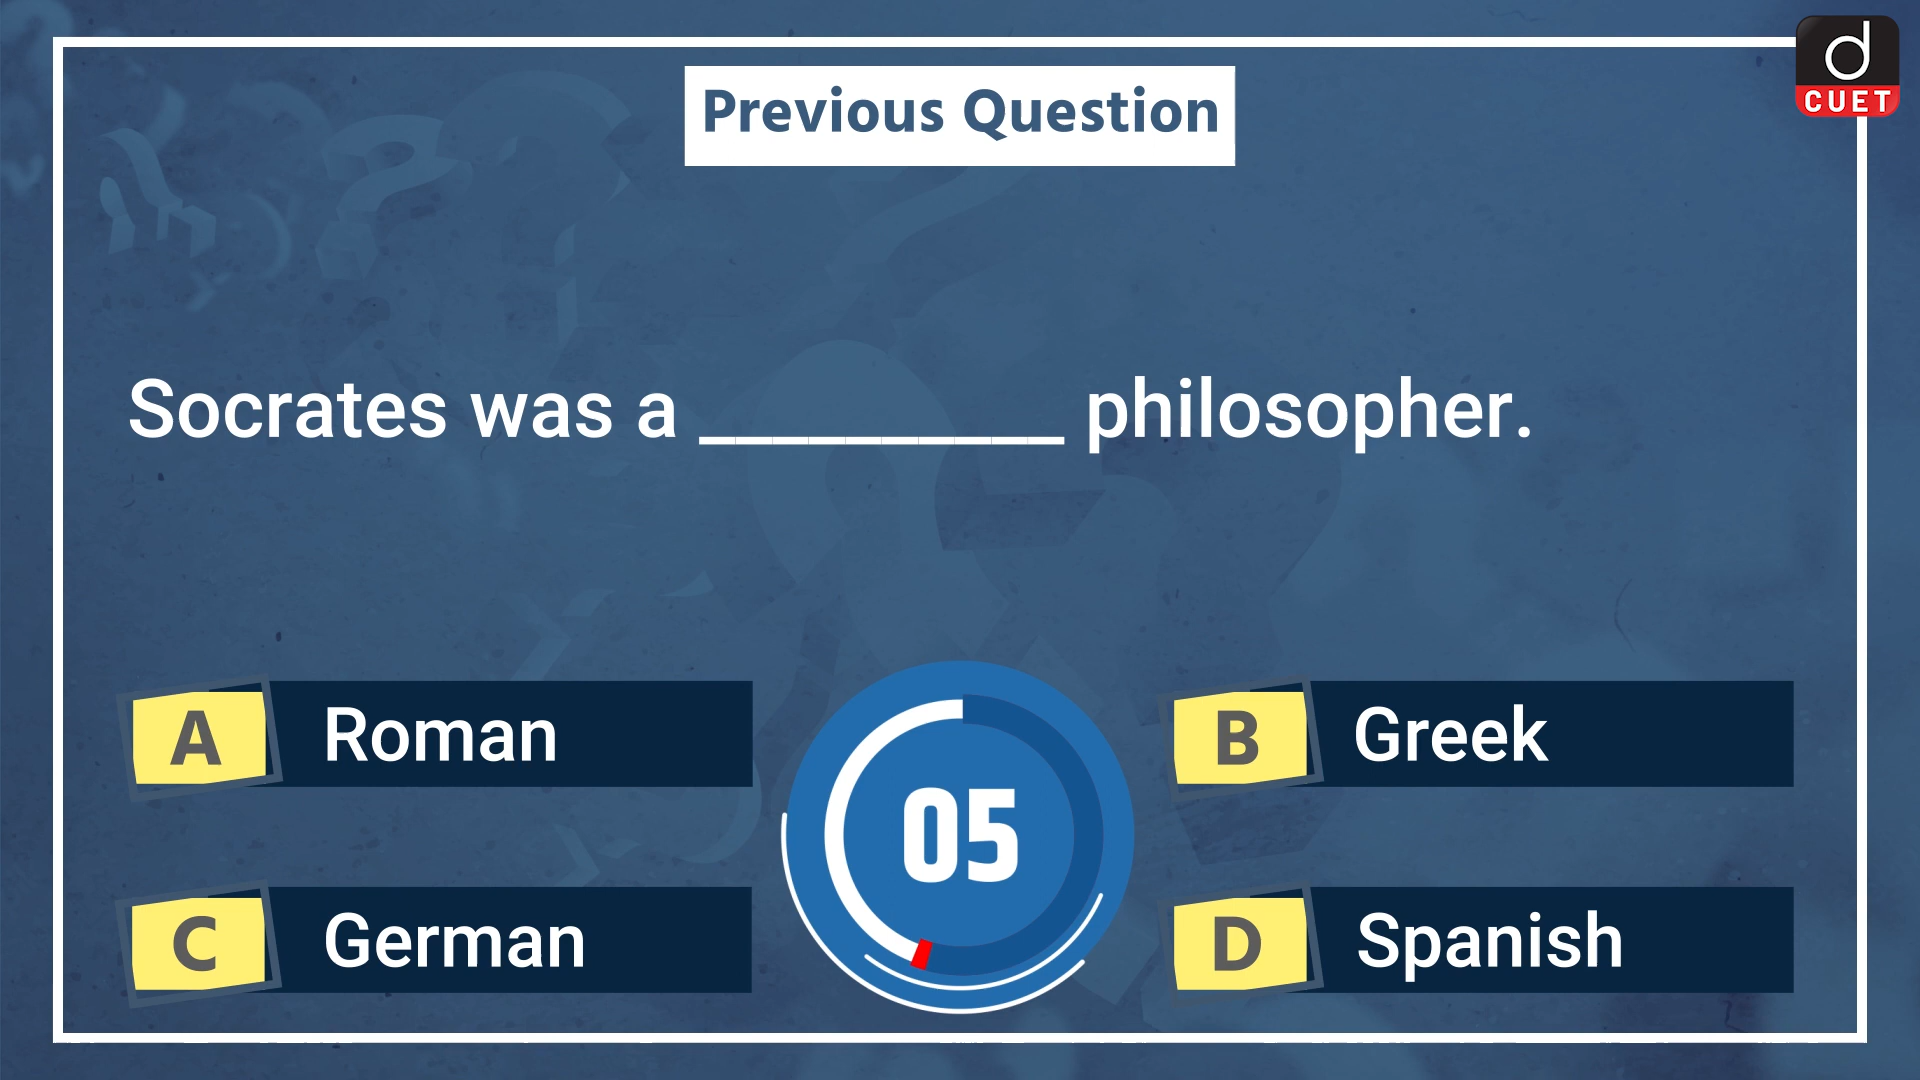 d
CUET
Previous Question
Socrates was a __________ philosopher.
A Roman
B Greek
05
C German
D Spanish